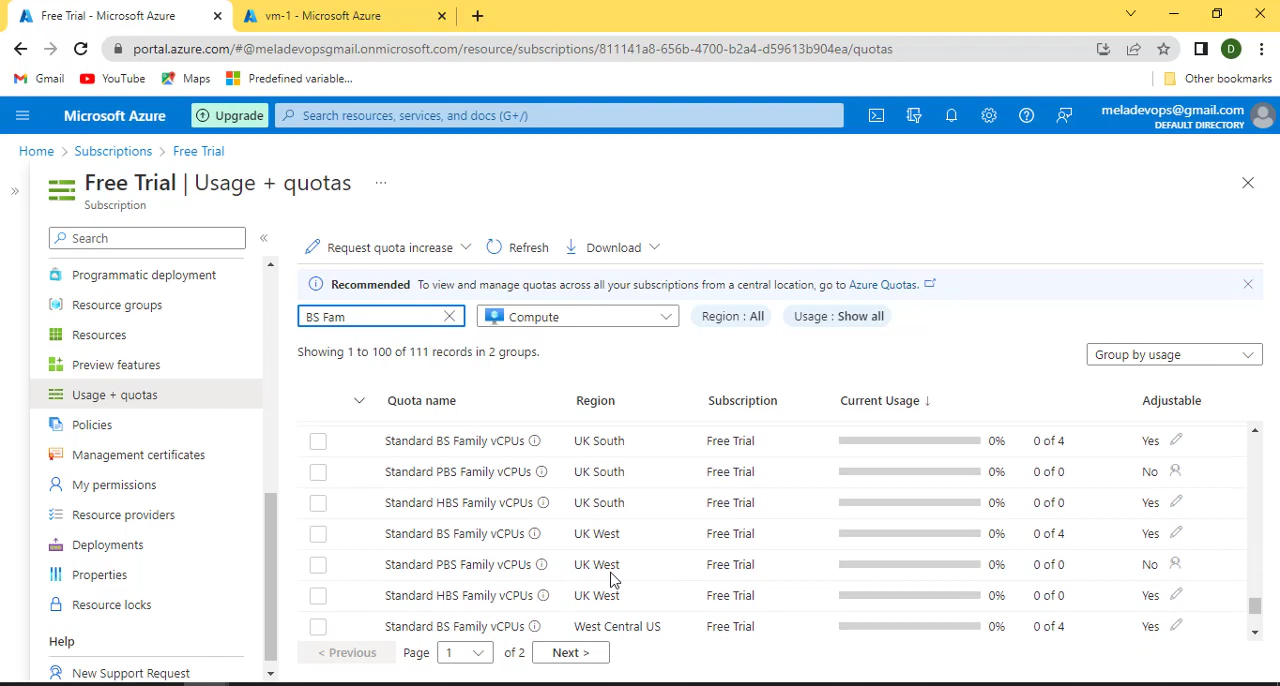 Free Trial - Microsoft Azure
vm-1 - Microsoft Azure
portal.azure.com/#@meladevopsgmail.onmicrosoft.com/resource/subscriptions/811141a8-656b-4700-b2a4-d59613b904ea/quotas
D
Gmail
YouTube
Maps
Predefined variable...
Other bookmarks
Microsoft Azure
Upgrade
Search resources, services, and docs (G+/)
meladevops@gmail.com
DEFAULT DIRECTORY
Home > Subscriptions > Free Trial
Free Trial | Usage + quotas ...
Subscription
Search
Programmatic deployment
Resource groups
Resources
Preview features
Usage + quotas
Policies
Management certificates
My permissions
Resource providers
Deployments
Properties
Resource locks
Help
New Support Request
Request quota increase
Refresh
Download
Recommended To view and manage quotas across all your subscriptions from a central location, go to Azure Quotas.
BS Fam
Compute
Region : All
Usage : Show all
Showing 1 to 100 of 111 records in 2 groups.
Group by usage
Quota name Region Subscription Current Usage ↓ Adjustable
Standard BS Family vCPUs UK South Free Trial 0% 0 of 4 Yes
Standard PBS Family vCPUs UK South Free Trial 0% 0 of 0 No
Standard HBS Family vCPUs UK South Free Trial 0% 0 of 0 Yes
Standard BS Family vCPUs UK West Free Trial 0% 0 of 4 Yes
Standard PBS Family vCPUs UK West Free Trial 0% 0 of 0 No
Standard HBS Family vCPUs UK West Free Trial 0% 0 of 0 Yes
Standard BS Family vCPUs West Central US Free Trial 0% 0 of 4 Yes
< Previous Page 1 of 2 Next >